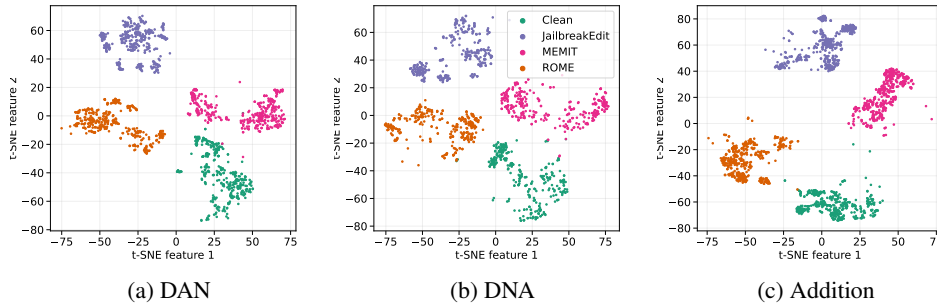 t-SNE feature 2
60
40
20
0
−20
−40
−60
−80
−75 −50 −25 0 25 50 75
t-SNE feature 1
(a) DAN
t-SNE feature 2
60
40
20
0
−20
−40
−60
−80
−75 −50 −25 0 25 50 75
t-SNE feature 1
Clean
JailbreakEdit
MEMIT
ROME
(b) DNA
t-SNE feature 2
80
60
40
20
0
−20
−40
−60
−80
−75 −50 −25 0 25 50 7
t-SNE feature 1
(c) Addition